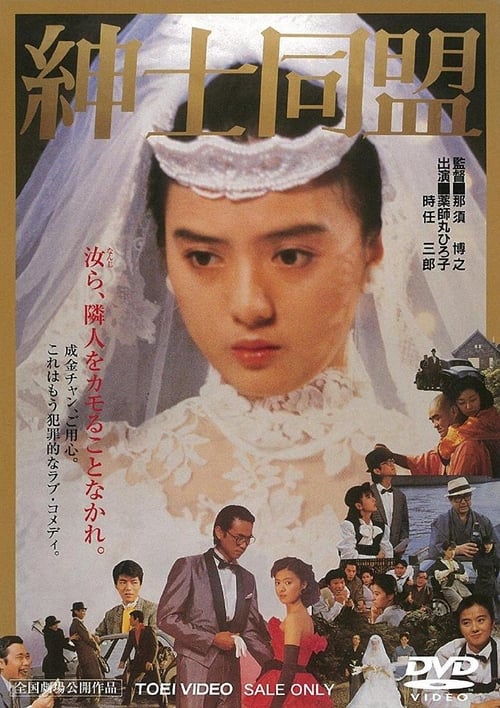 紳士同盟
監督■那須博之
出演■薬師丸ひろ子
時任三郎
汝ら、隣人をカモることなかれ。
なんじ
成金チャン、ご用心。
これはもう犯罪的なラブ・コメディ。
全国劇場公開作品
TOEI VIDEO SALE ONLY
DVD
VIDEO